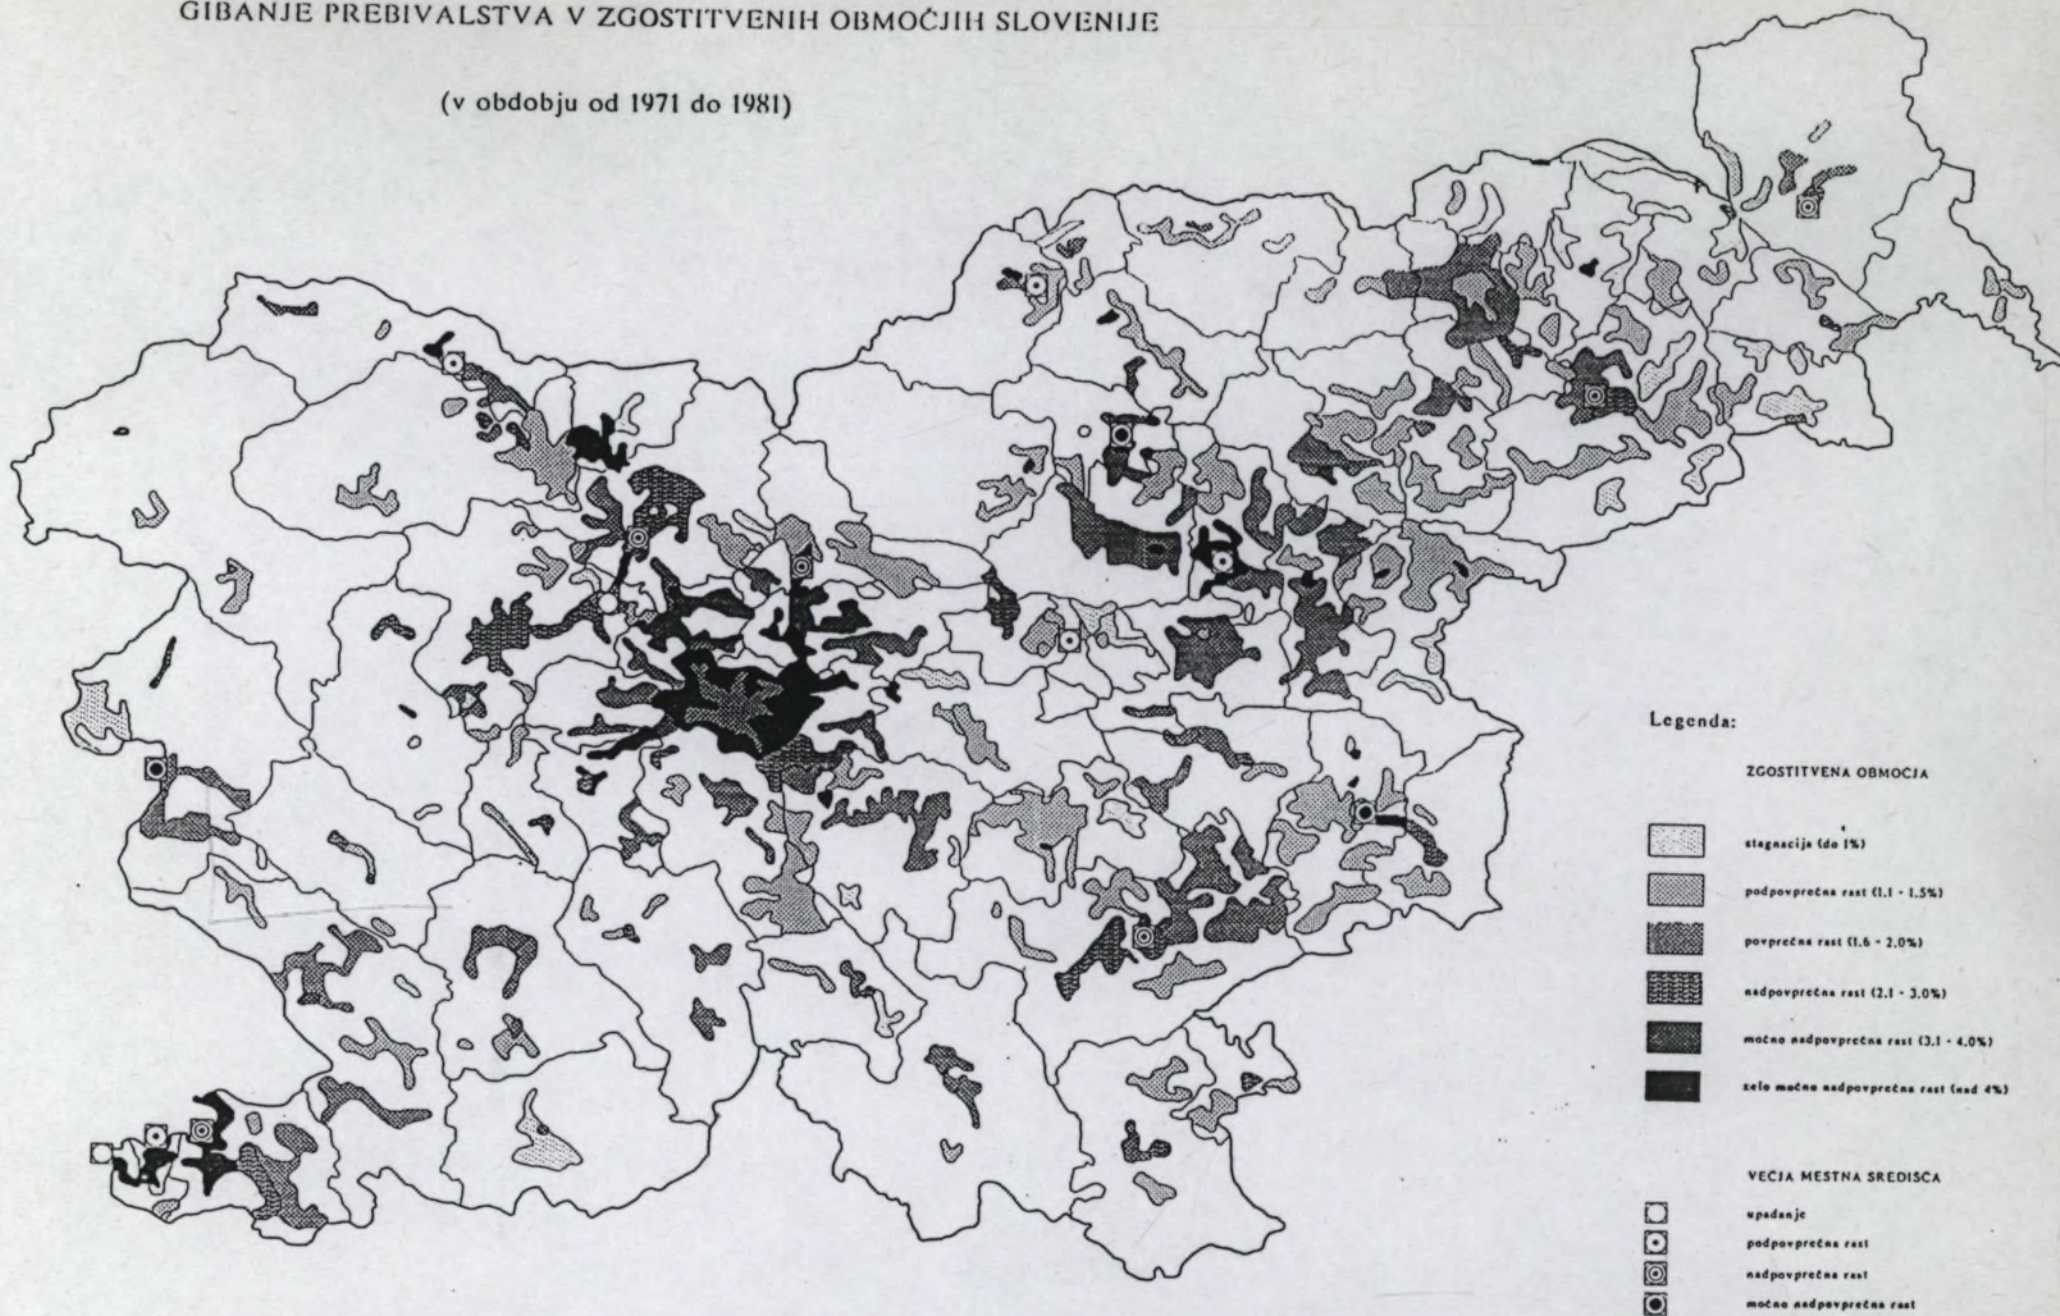 GIBANJE PREBIVALSTVA V ZGOSTITVENIH OBMOČJIH SLOVENIJE
(v obdobju od 1971 do 1981)
Legenda:
ZGOSTITVENA OBMOCJA
stagnacija (do 1%)
podpovprečna rast (1.1 - 1.5%)
povprečna rast (1.6 - 2.0%)
nadpovprečna rast (2.1 - 3.0%)
močno nadpovprečna rast (3.1 - 4.0%)
zelo močno nadpovprečna rast (nad 4%)
VEČJA MESTNA SREDISCA
upadanje
podpovprečna rast
nadpovprečna rast
močno nadpovprečna rast